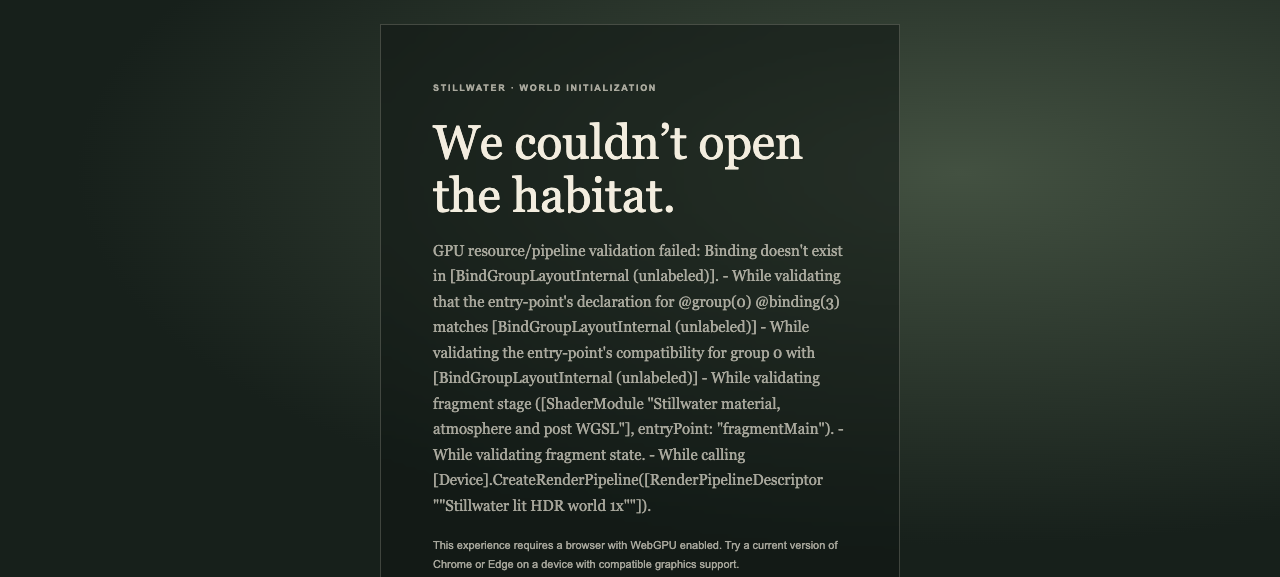 STILLWATER · WORLD INITIALIZATION
We couldn’t open
the habitat.
GPU resource/pipeline validation failed: Binding doesn't exist
in [BindGroupLayoutInternal (unlabeled)]. - While validating
that the entry-point's declaration for @group(0) @binding(3)
matches [BindGroupLayoutInternal (unlabeled)] - While
validating the entry-point's compatibility for group 0 with
[BindGroupLayoutInternal (unlabeled)] - While validating
fragment stage ([ShaderModule "Stillwater material,
atmosphere and post WGSL"], entryPoint: "fragmentMain"). -
While validating fragment state. - While calling
[Device].CreateRenderPipeline([RenderPipelineDescriptor
""Stillwater lit HDR world 1x""]).
This experience requires a browser with WebGPU enabled. Try a current version of
Chrome or Edge on a device with compatible graphics support.